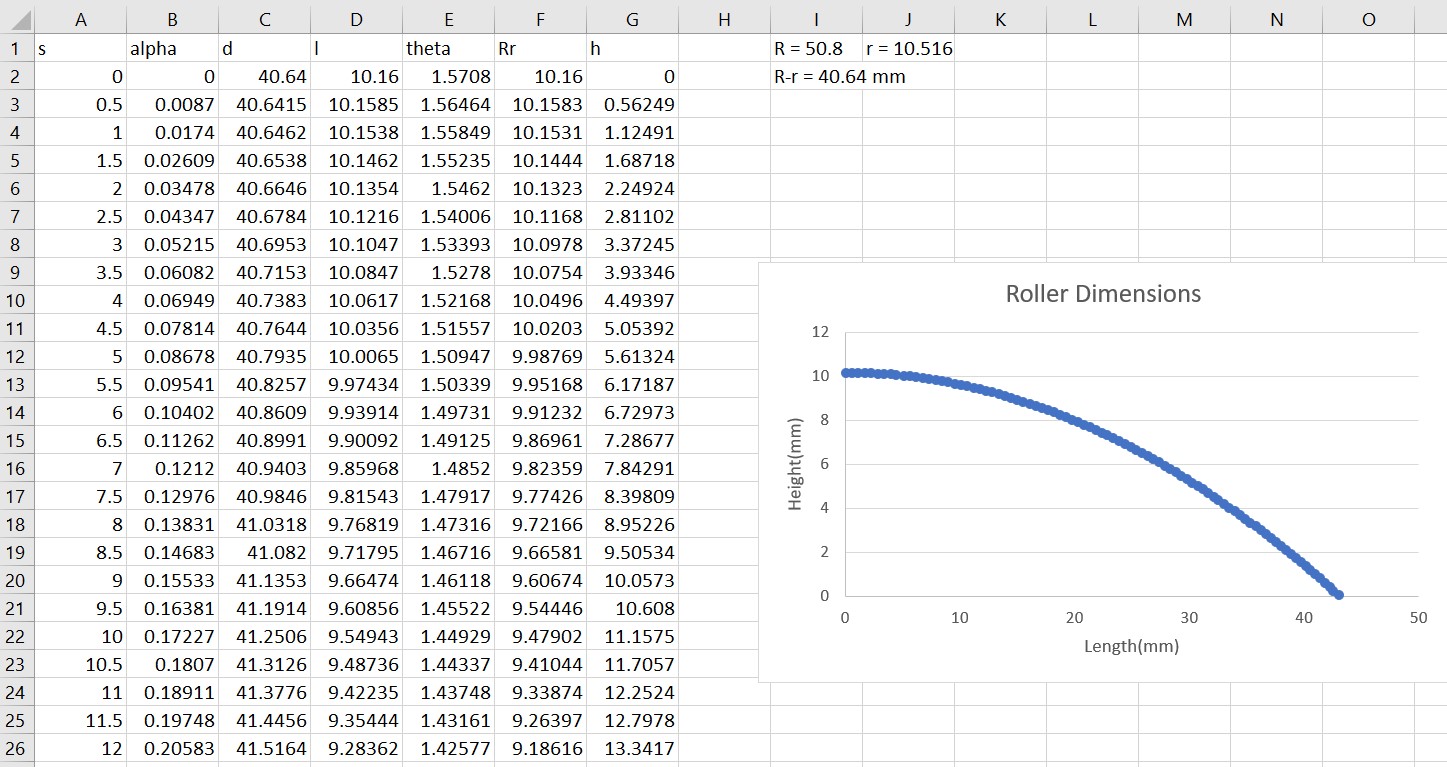 A B C D E F G H I J K L M N O
1 s alpha d l theta Rr h R = 50.8 r = 10.516
2 0 0 40.64 10.16 1.5708 10.16 0 R-r = 40.64 mm
3 0.5 0.0087 40.6415 10.1585 1.56464 10.1583 0.56249
4 1 0.0174 40.6462 10.1538 1.55849 10.1531 1.12491
5 1.5 0.02609 40.6538 10.1462 1.55235 10.1444 1.68718
6 2 0.03478 40.6646 10.1354 1.5462 10.1323 2.24924
7 2.5 0.04347 40.6784 10.1216 1.54006 10.1168 2.81102
8 3 0.05215 40.6953 10.1047 1.53393 10.0978 3.37245
9 3.5 0.06082 40.7153 10.0847 1.5278 10.0754 3.93346
10 4 0.06949 40.7383 10.0617 1.52168 10.0496 4.49397
11 4.5 0.07814 40.7644 10.0356 1.51557 10.0203 5.05392
12 5 0.08678 40.7935 10.0065 1.50947 9.98769 5.61324
13 5.5 0.09541 40.8257 9.97434 1.50339 9.95168 6.17187
14 6 0.10402 40.8609 9.93914 1.49731 9.91232 6.72973
15 6.5 0.11262 40.8991 9.90092 1.49125 9.86961 7.28677
16 7 0.1212 40.9403 9.85968 1.4852 9.82359 7.84291
17 7.5 0.12976 40.9846 9.81543 1.47917 9.77426 8.39809
18 8 0.13831 41.0318 9.76819 1.47316 9.72166 8.95226
19 8.5 0.14683 41.082 9.71795 1.46716 9.66581 9.50534
20 9 0.15533 41.1353 9.66474 1.46118 9.60674 10.0573
21 9.5 0.16381 41.1914 9.60856 1.45522 9.54446 10.608
22 10 0.17227 41.2506 9.54943 1.44929 9.47902 11.1575
23 10.5 0.1807 41.3126 9.48736 1.44337 9.41044 11.7057
24 11 0.18911 41.3776 9.42235 1.43748 9.33874 12.2524
25 11.5 0.19748 41.4456 9.35444 1.43161 9.26397 12.7978
26 12 0.20583 41.5164 9.28362 1.42577 9.18616 13.3417
Roller Dimensions
12
10
8
6
4
2
0
Height(mm)
0 10 20 30 40 50
Length(mm)